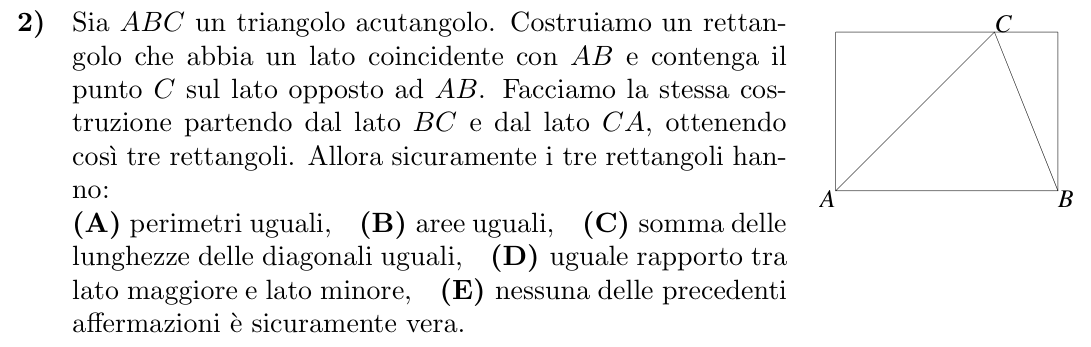 2) Sia ABC un triangolo acutangolo. Costruiamo un rettan-
golo che abbia un lato coincidente con AB e contenga il
punto C sul lato opposto ad AB. Facciamo la stessa cos-
truzione partendo dal lato BC e dal lato CA, ottenendo
così tre rettangoli. Allora sicuramente i tre rettangoli han-
no:
(A) perimetri uguali, (B) aree uguali, (C) somma delle
lunghezze delle diagonali uguali, (D) uguale rapporto tra
lato maggiore e lato minore, (E) nessuna delle precedenti
affermazioni è sicuramente vera.
C
A
B